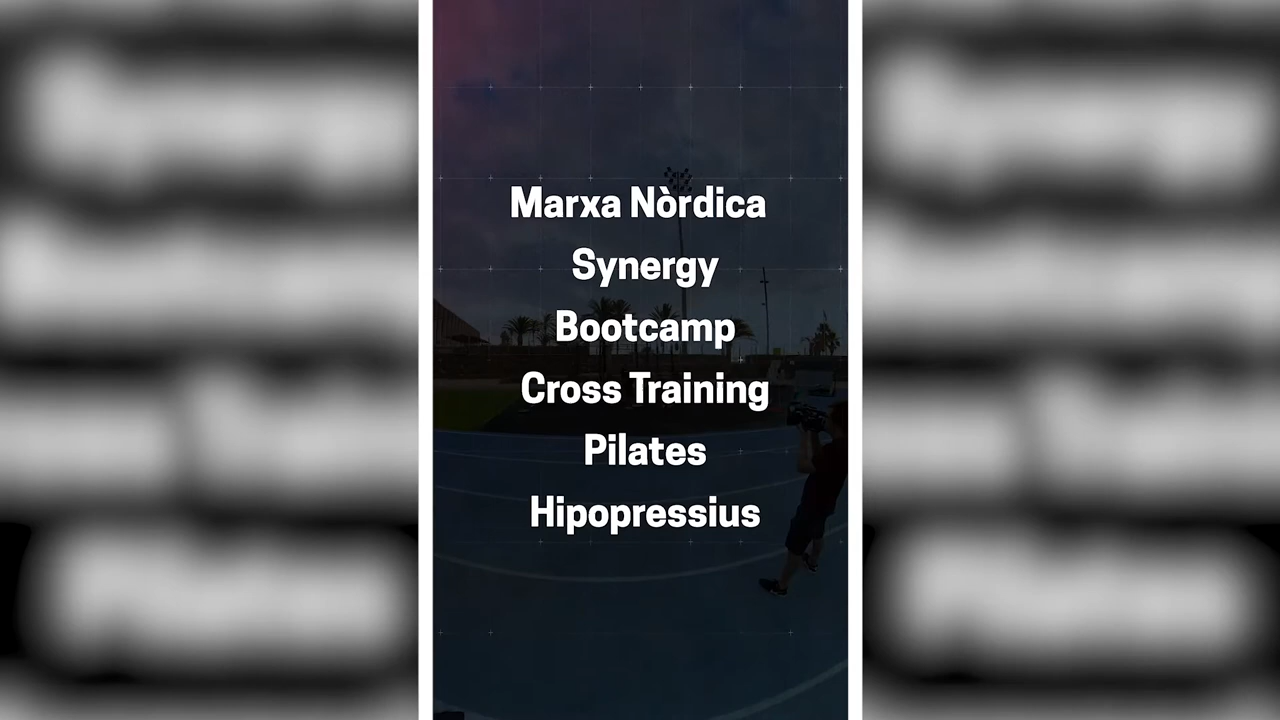 Marxa Nòrdica
Synergy
Bootcamp
Cross Training
Pilates
Hipopressius